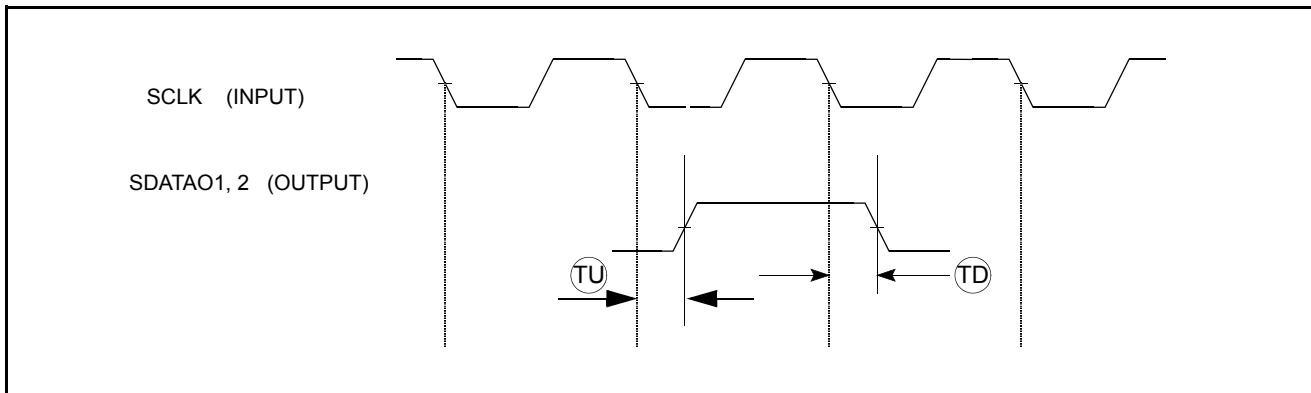 SCLK (INPUT)
SDATAO1, 2 (OUTPUT)
TU
TD